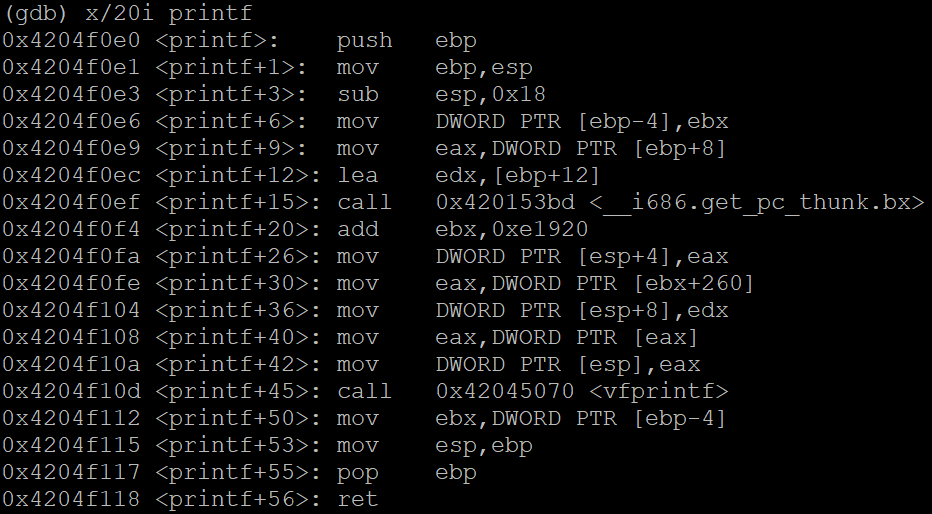 (gdb) x/20i printf
0x4204f0e0 <printf>:    push   ebp
0x4204f0e1 <printf+1>:  mov    ebp,esp
0x4204f0e3 <printf+3>:  sub    esp,0x18
0x4204f0e6 <printf+6>:  mov    DWORD PTR [ebp-4],ebx
0x4204f0e9 <printf+9>:  mov    eax,DWORD PTR [ebp+8]
0x4204f0ec <printf+12>: lea    edx,[ebp+12]
0x4204f0ef <printf+15>: call   0x420153bd <__i686.get_pc_thunk.bx>
0x4204f0f4 <printf+20>: add    ebx,0xe1920
0x4204f0fa <printf+26>: mov    DWORD PTR [esp+4],eax
0x4204f0fe <printf+30>: mov    eax,DWORD PTR [ebx+260]
0x4204f104 <printf+36>: mov    DWORD PTR [esp+8],edx
0x4204f108 <printf+40>: mov    eax,DWORD PTR [eax]
0x4204f10a <printf+42>: mov    DWORD PTR [esp],eax
0x4204f10d <printf+45>: call   0x42045070 <vfprintf>
0x4204f112 <printf+50>: mov    ebx,DWORD PTR [ebp-4]
0x4204f115 <printf+53>: mov    esp,ebp
0x4204f117 <printf+55>: pop    ebp
0x4204f118 <printf+56>: ret